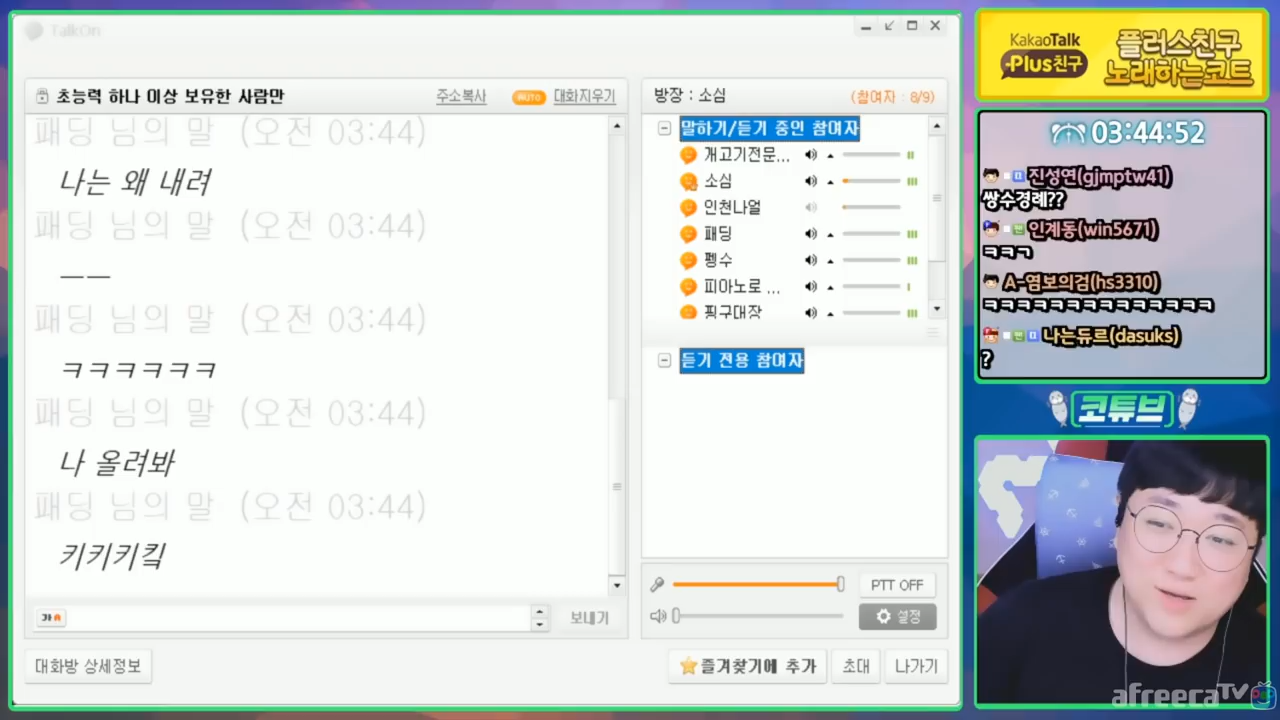 TalkOn
초능력 하나 이상 보유한 사람만
주소복사
AUTO
대화지우기
패딩 님의 말 (오전 03:44)
나는 왜 내려
패딩 님의 말 (오전 03:44)
ㅡㅡ
패딩 님의 말 (오전 03:44)
ㅋㅋㅋㅋㅋㅋ
패딩 님의 말 (오전 03:44)
나 올려봐
패딩 님의 말 (오전 03:44)
키키키킼
가
보내기
대화방 상세정보
방장 : 소심
(참여자 : 8/9)
말하기/듣기 중인 참여자
개고기전문...
소심
인천나얼
패딩
펭수
피아노로 ...
픽구대장
듣기 전용 참여자
PTT OFF
설정
즐겨찾기에 추가
초대
나가기
KakaoTalk
Plus친구
플러스친구
노래하는코트
03:44:52
진성연(gjmptw41)
쌍수경례??
인계동(win5671)
ㅋㅋㄱ
A-염보의검(hs3310)
ㅋㅋㅋㅋㅋㅋㅋㅋㅋㅋㅋㅋㅋㅋ
나는듀르(dasuks)
?
코튜브
afreecaTV